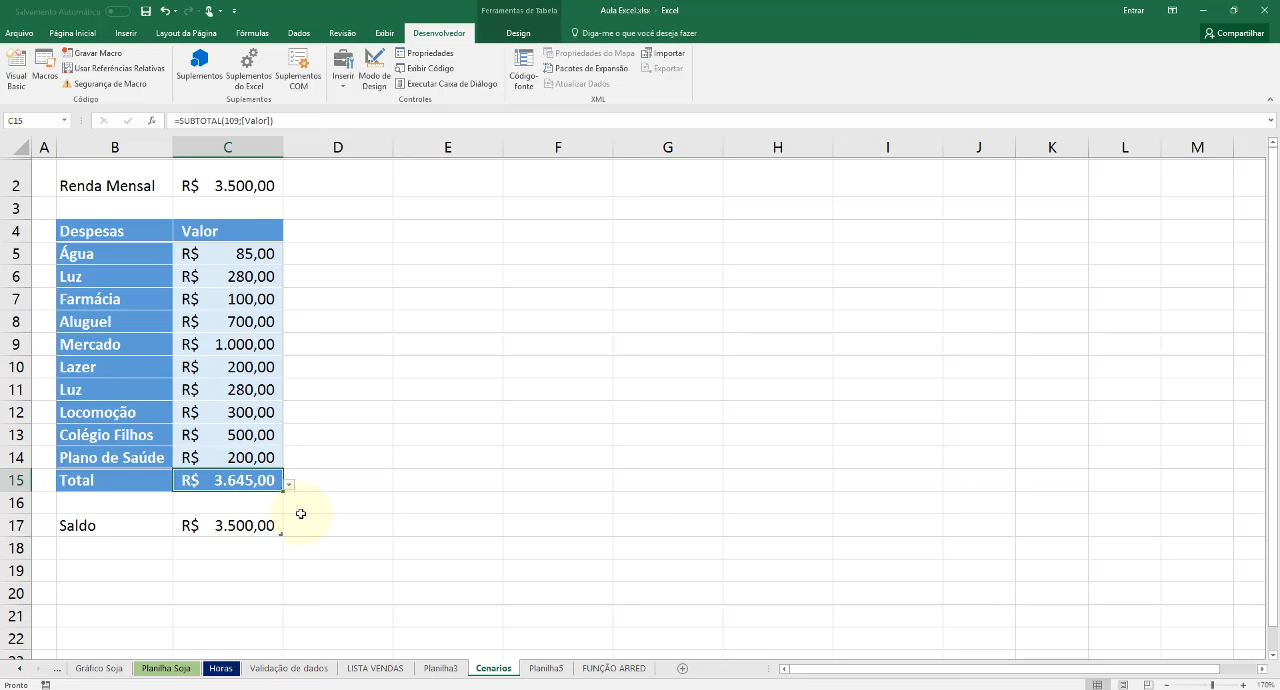 Salvamento Automático
Ferramentas de Tabela
Aula Excel.xlsx - Excel
Entrar
Arquivo Página Inicial Inserir Layout da Página Fórmulas Dados Revisão Exibir Desenvolvedor Design Diga-me o que você deseja fazer Compartilhar
Visual Basic
Macros
Gravar Macro
Usar Referências Relativas
Segurança de Macro
Código
Suplementos
Suplementos do Excel
Suplementos COM
Suplementos
Inserir
Modo de Design
Propriedades
Exibir Código
Executar Caixa de Diálogo
Controles
Código-fonte
Propriedades do Mapa
Pacotes de Expansão
Atualizar Dados
Importar
Exportar
XML
C15 fx =SUBTOTAL(109;[Valor])
A B C D E F G H I J K L M
2 Renda Mensal R$ 3.500,00
3
4 Despesas Valor
5 Água R$ 85,00
6 Luz R$ 280,00
7 Farmácia R$ 100,00
8 Aluguel R$ 700,00
9 Mercado R$ 1.000,00
10 Lazer R$ 200,00
11 Luz R$ 280,00
12 Locomoção R$ 300,00
13 Colégio Filhos R$ 500,00
14 Plano de Saúde R$ 200,00
15 Total R$ 3.645,00
16
17 Saldo R$ 3.500,00
18
19
20
21
22
... Gráfico Soja Planilha Soja Horas Validação de dados LISTA VENDAS Planilha3 Cenarios Planilha5 FUNÇÃO ARRED
Pronto 170%